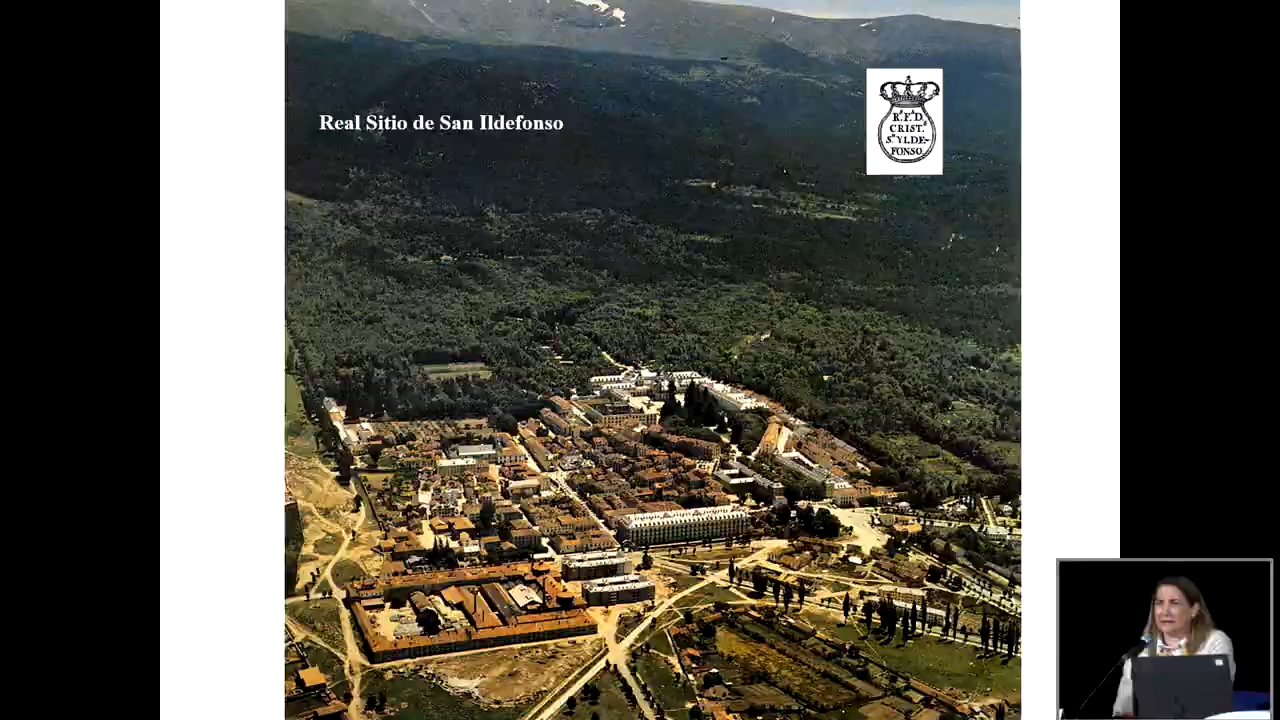 Real Sitio de San Ildefonso
R.ˢ F.ᴬ D.
CRIST.ˢ
S.ᴺ YLDE-
FONSO